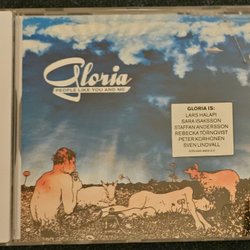 Gloria
PEOPLE LIKE YOU AND ME
GLORIA IS:
LARS HALAPI
SARA ISAKSSON
STAFFAN ANDERSSON
REBECKA TÖRNQVIST
PETER KORHONEN
SVEN LINDVALL